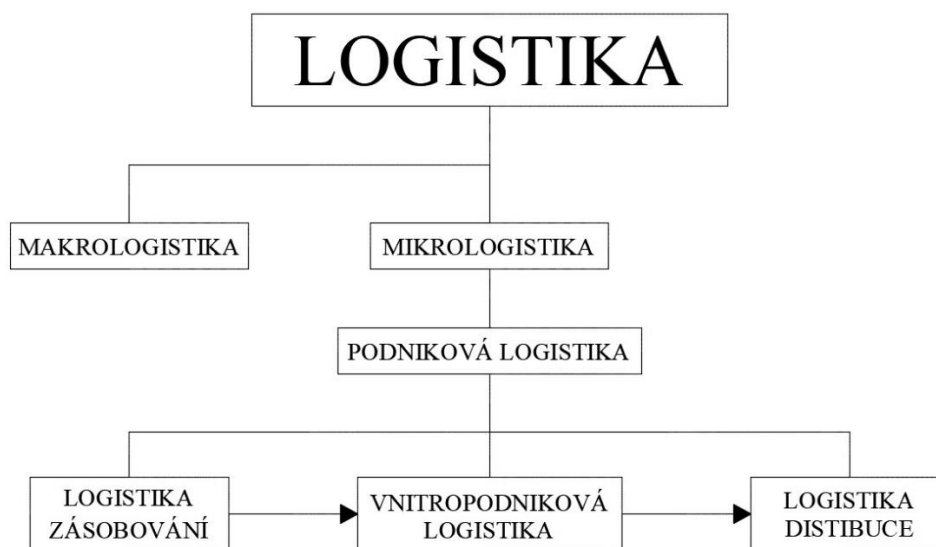 LOGISTIKA
MAKROLOGISTIKA
MIKROLOGISTIKA
PODNIKOVÁ LOGISTIKA
LOGISTIKA
ZÁSOBOVÁNÍ
VNITROPODNIKOVÁ
LOGISTIKA
LOGISTIKA
DISTIBUCE